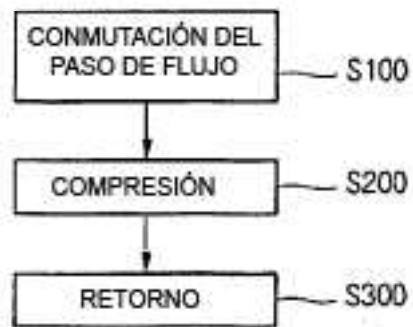 CONMUTACIÓN DEL
PASO DE FLUJO
S100
COMPRESIÓN
S200
RETORNO
S300